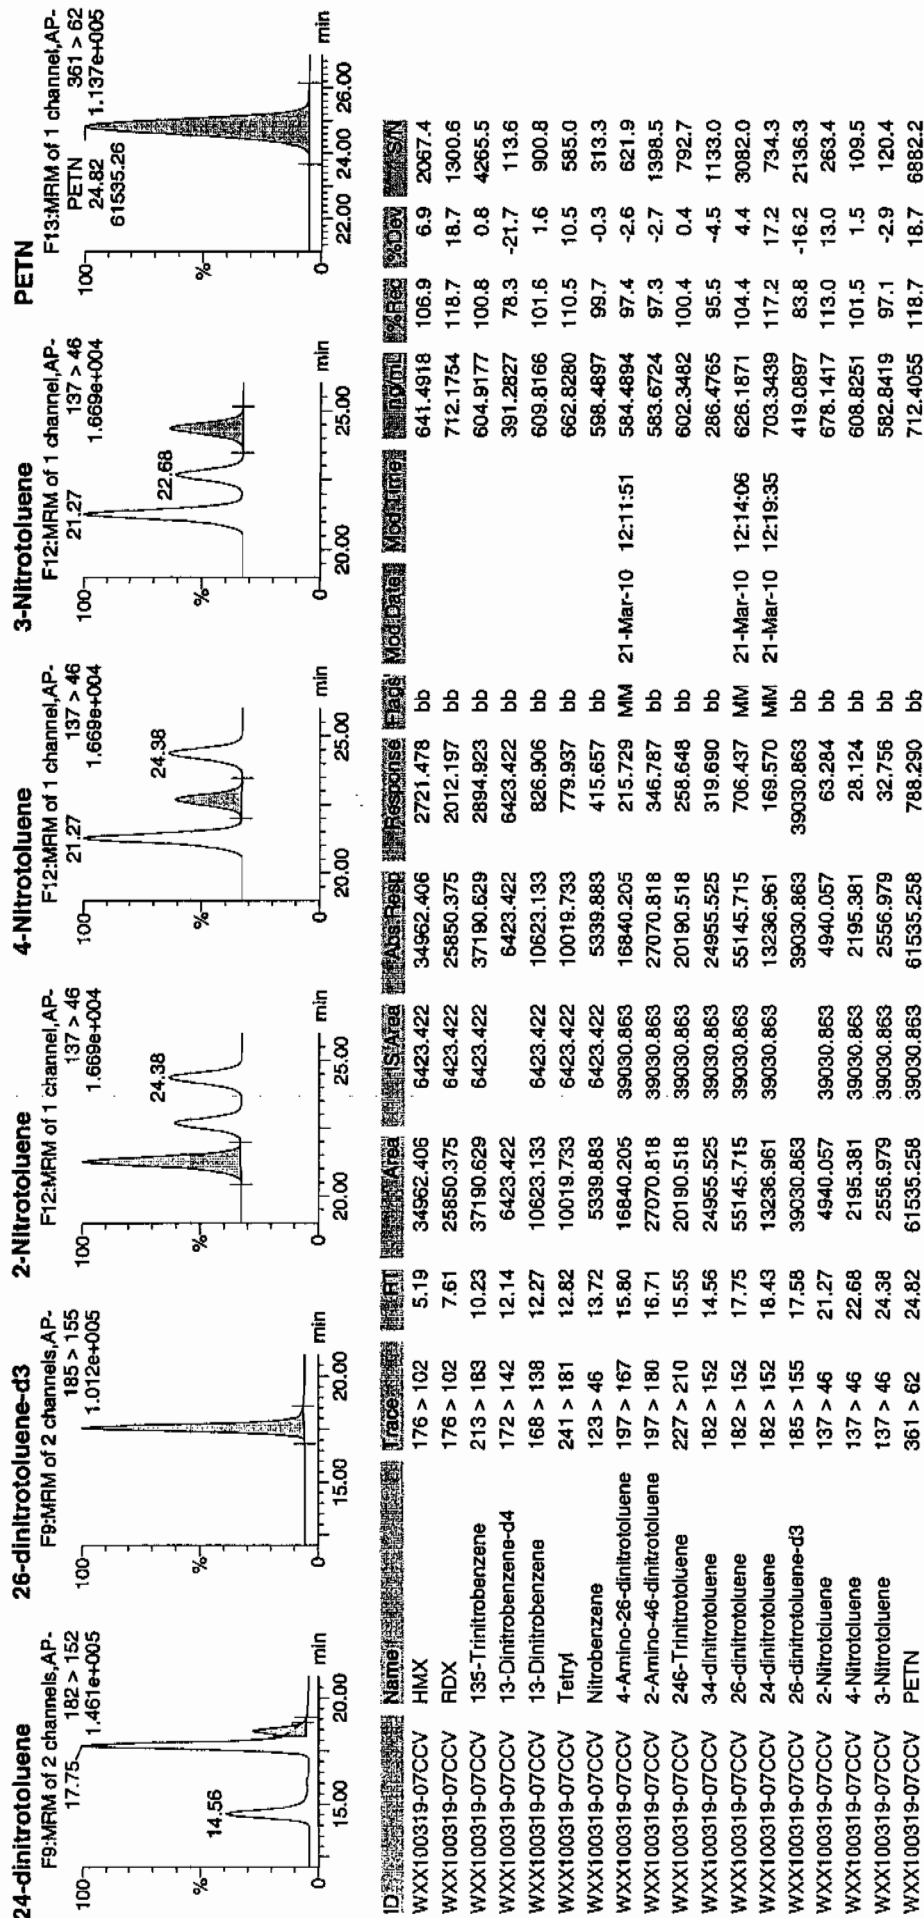 24-dinitrotoluene
F9:MRM of 2 channels,AP-
182 > 152
1.461e+005
17.75
14.56
100
%
0
15.00
20.00
min
26-dinitrotoluene-d3
F9:MRM of 2 channels,AP-
185 > 155
1.012e+005
100
%
0
15.00
20.00
min
2-Nitrotoluene
F12:MRM of 1 channel,AP-
137 > 46
1.669e+004
24.38
100
%
0
20.00
25.00
min
4-Nitrotoluene
F12:MRM of 1 channel,AP-
137 > 46
1.669e+004
21.27
24.38
100
%
0
20.00
25.00
min
3-Nitrotoluene
F12:MRM of 1 channel,AP-
137 > 46
1.669e+004
21.27
22.68
100
%
0
20.00
25.00
min
PETN
F13:MRM of 1 channel,AP-
361 > 62
1.137e+005
PETN
24.82
61535.26
100
%
0
22.00
24.00
26.00
min
ID Name Trace RT Area IS Area Abs.Resp Response Flags Mod.Date Mod.Time ng/mL %Rec %Dev S/N
WXX100319-07CCV HMX 176 > 102 5.19 34962.406 6423.422 34962.406 2721.478 bb 641.4918 106.9 6.9 2067.4
WXX100319-07CCV RDX 176 > 102 7.61 25850.375 6423.422 25850.375 2012.197 bb 712.1754 118.7 18.7 1300.6
WXX100319-07CCV 135-Trinitrobenzene 213 > 183 10.23 37190.629 6423.422 37190.629 2894.923 bb 604.9177 100.8 0.8 4265.5
WXX100319-07CCV 13-Dinitrobenzene-d4 172 > 142 12.14 6423.422 6423.422 6423.422 bb 391.2827 78.3 -21.7 113.6
WXX100319-07CCV 13-Dinitrobenzene 168 > 138 12.27 10623.133 6423.422 10623.133 826.906 bb 609.8166 101.6 1.6 900.8
WXX100319-07CCV Tetryl 241 > 181 12.82 10019.733 6423.422 10019.733 779.937 bb 662.8280 110.5 10.5 585.0
WXX100319-07CCV Nitrobenzene 123 > 46 13.72 5339.883 6423.422 5339.883 415.657 bb 598.4897 99.7 -0.3 313.3
WXX100319-07CCV 4-Amino-26-dinitrotoluene 197 > 167 15.80 16840.205 39030.863 16840.205 215.729 MM 21-Mar-10 12:11:51 584.4894 97.4 -2.6 621.9
WXX100319-07CCV 2-Amino-46-dinitrotoluene 197 > 180 16.71 27070.818 39030.863 27070.818 346.787 bb 583.6724 97.3 -2.7 1398.5
WXX100319-07CCV 246-Trinitrotoluene 227 > 210 15.55 20190.518 39030.863 20190.518 258.648 bb 602.3482 100.4 0.4 792.7
WXX100319-07CCV 34-dinitrotoluene 182 > 152 14.56 24955.525 39030.863 24955.525 319.690 bb 286.4765 95.5 -4.5 1133.0
WXX100319-07CCV 26-dinitrotoluene 182 > 152 17.75 55145.715 39030.863 55145.715 706.437 MM 21-Mar-10 12:14:06 626.1871 104.4 4.4 3082.0
WXX100319-07CCV 24-dinitrotoluene 182 > 152 18.43 13236.961 39030.863 13236.961 169.570 MM 21-Mar-10 12:19:35 703.3439 117.2 17.2 734.3
WXX100319-07CCV 26-dinitrotoluene-d3 185 > 155 17.58 39030.863 39030.863 39030.863 bb 419.0897 83.8 -16.2 2136.3
WXX100319-07CCV 2-Nitrotoluene 137 > 46 21.27 4940.057 39030.863 4940.057 63.284 bb 678.1417 113.0 13.0 263.4
WXX100319-07CCV 4-Nitrotoluene 137 > 46 22.68 2195.381 39030.863 2195.381 28.124 bb 608.8251 101.5 1.5 109.5
WXX100319-07CCV 3-Nitrotoluene 137 > 46 24.38 2556.979 39030.863 2556.979 32.756 bb 582.8419 97.1 -2.9 120.4
WXX100319-07CCV PETN 361 > 62 24.82 61535.258 39030.863 61535.258 788.290 bb 712.4055 118.7 18.7 6882.2